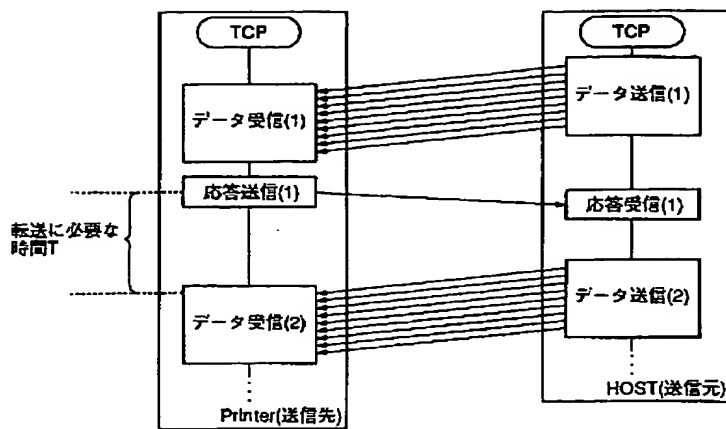 TCP
TCP
データ受信(1)
データ送信(1)
応答送信(1)
応答受信(1)
転送に必要な
時間T
データ受信(2)
データ送信(2)
Printer(送信先)
HOST(送信元)